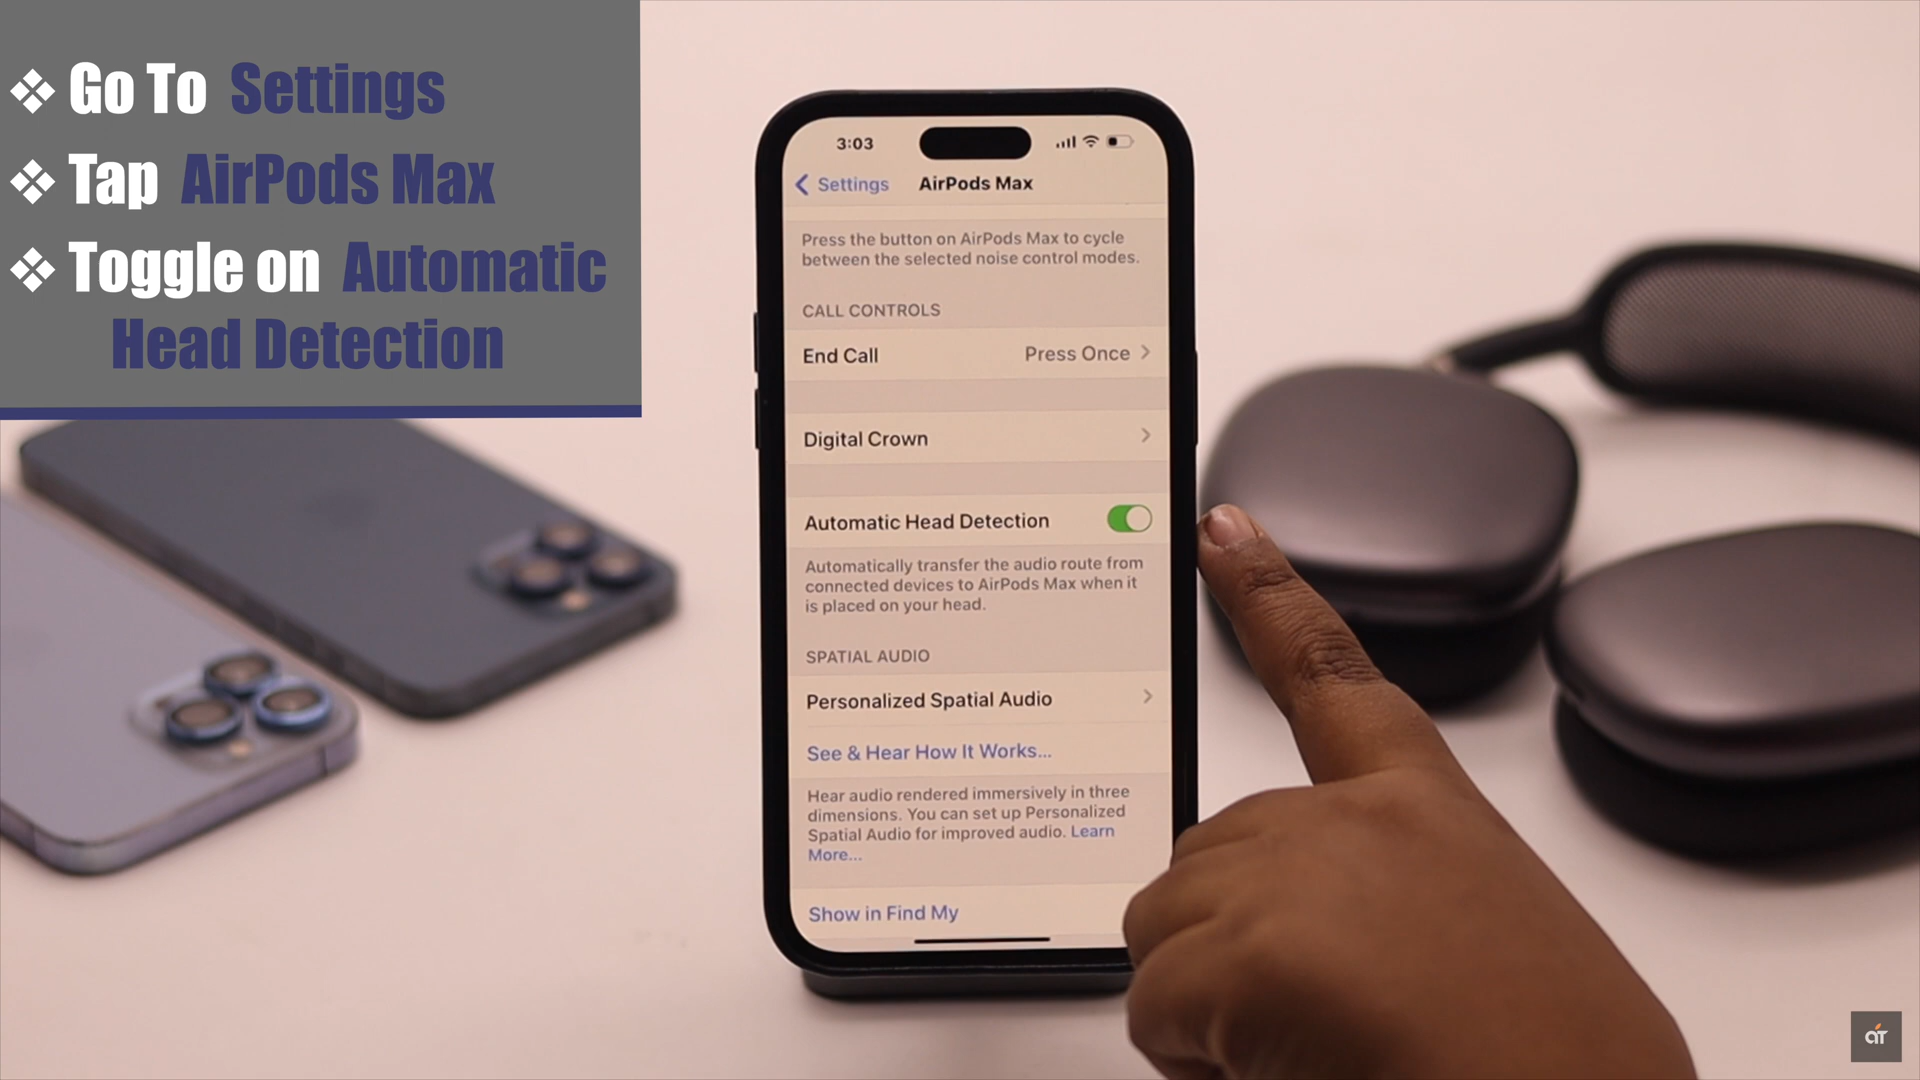 ❖ Go To Settings
❖ Tap AirPods Max
❖ Toggle on Automatic
Head Detection
3:03
Settings
AirPods Max
Press the button on AirPods Max to cycle
between the selected noise control modes.
CALL CONTROLS
End Call Press Once
Digital Crown
Automatic Head Detection
Automatically transfer the audio route from
connected devices to AirPods Max when it
is placed on your head.
SPATIAL AUDIO
Personalized Spatial Audio
See & Hear How It Works...
Hear audio rendered immersively in three
dimensions. You can set up Personalized
Spatial Audio for improved audio. Learn
More...
Show in Find My
aT